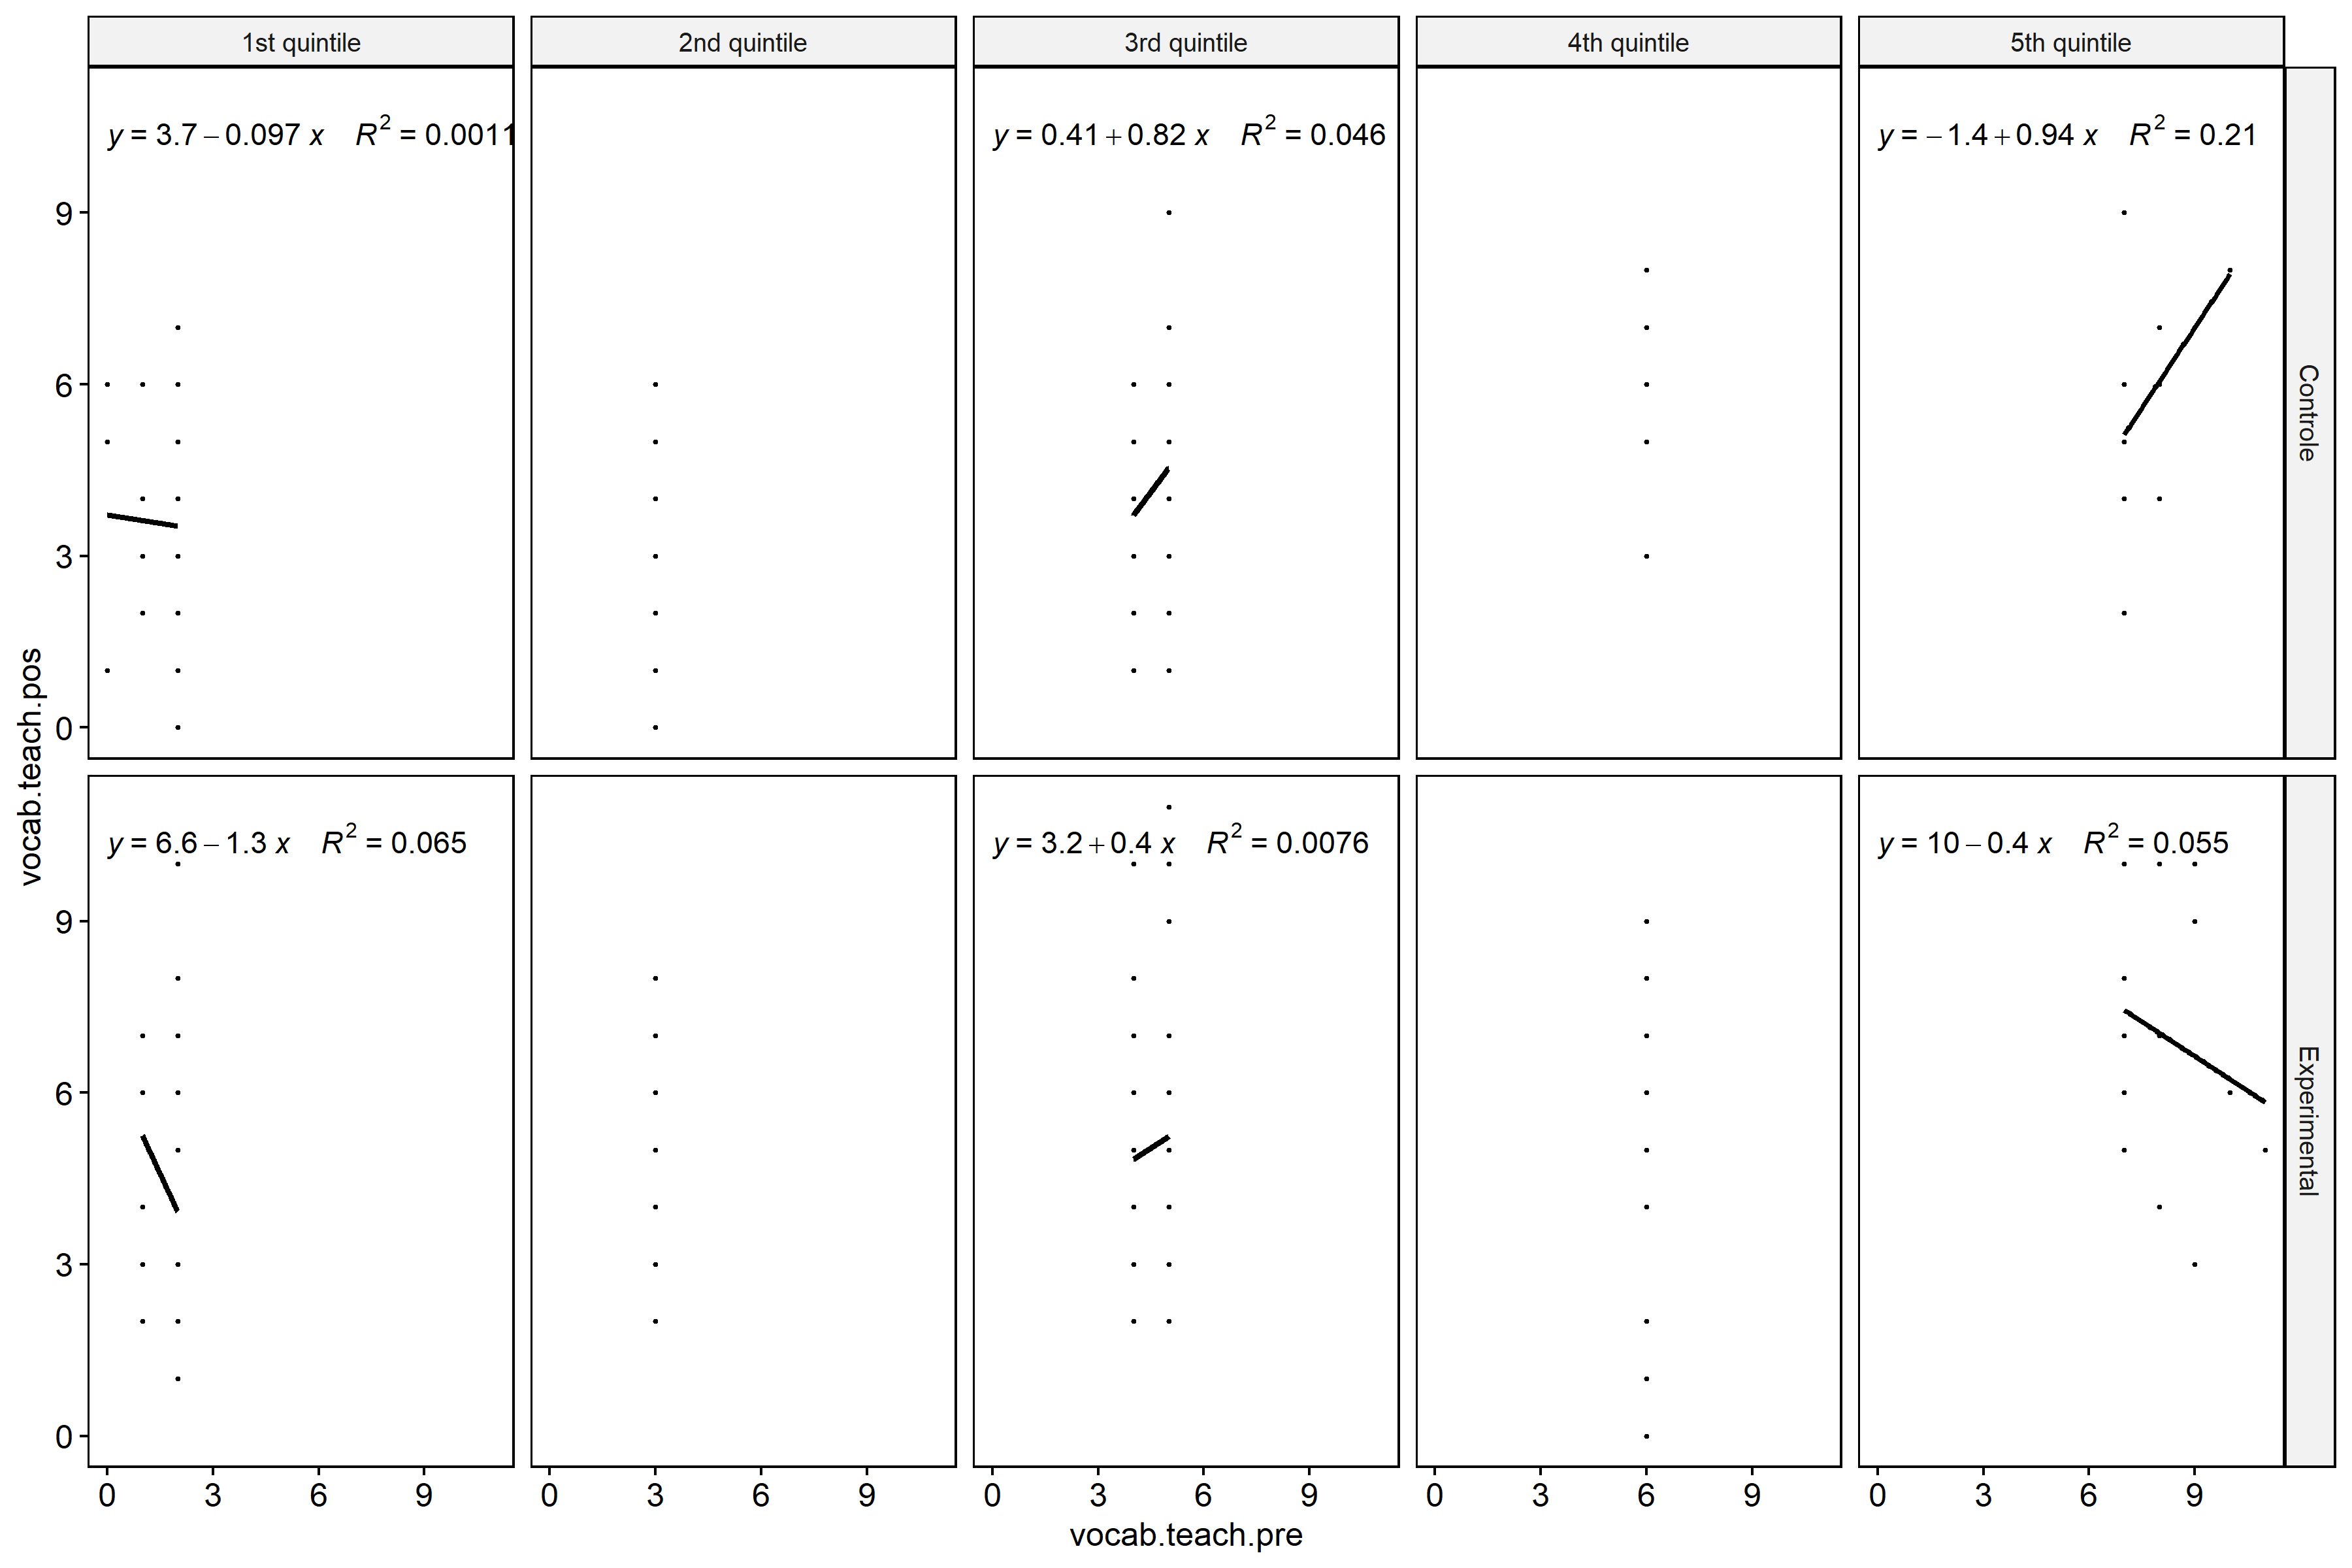 1st quintile 2nd quintile 3rd quintile 4th quintile 5th quintile
y = 3.7 − 0.097 x R² = 0.0011 y = 0.41 + 0.82 x R² = 0.046 y = − 1.4 + 0.94 x R² = 0.21
9
6
3
0
Controle
vocab.teach.pos
y = 6.6 − 1.3 x R² = 0.065 y = 3.2 + 0.4 x R² = 0.0076 y = 10 − 0.4 x R² = 0.055
9
6
3
0
Experimental
0 3 6 9 0 3 6 9 0 3 6 9 0 3 6 9 0 3 6 9
vocab.teach.pre